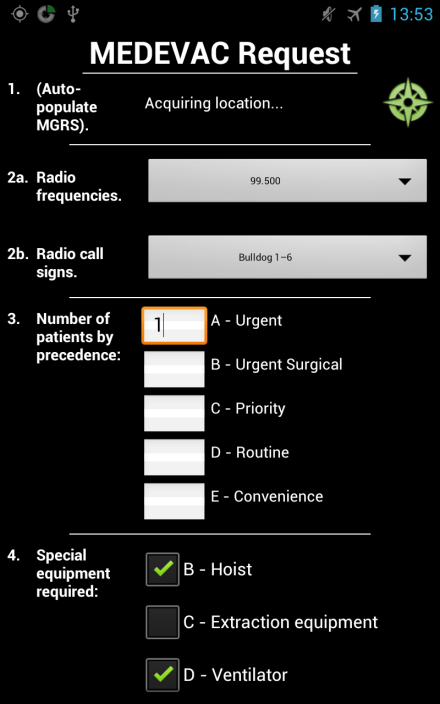 13:53
MEDEVAC Request
1. (Auto-
populate
MGRS).
Acquiring location...
2a. Radio
frequencies.
99.500
2b. Radio call
signs.
Bulldog 1–6
3. Number of
patients by
precedence:
1 A - Urgent
B - Urgent Surgical
C - Priority
D - Routine
E - Convenience
4. Special
equipment
required:
B - Hoist
C - Extraction equipment
D - Ventilator